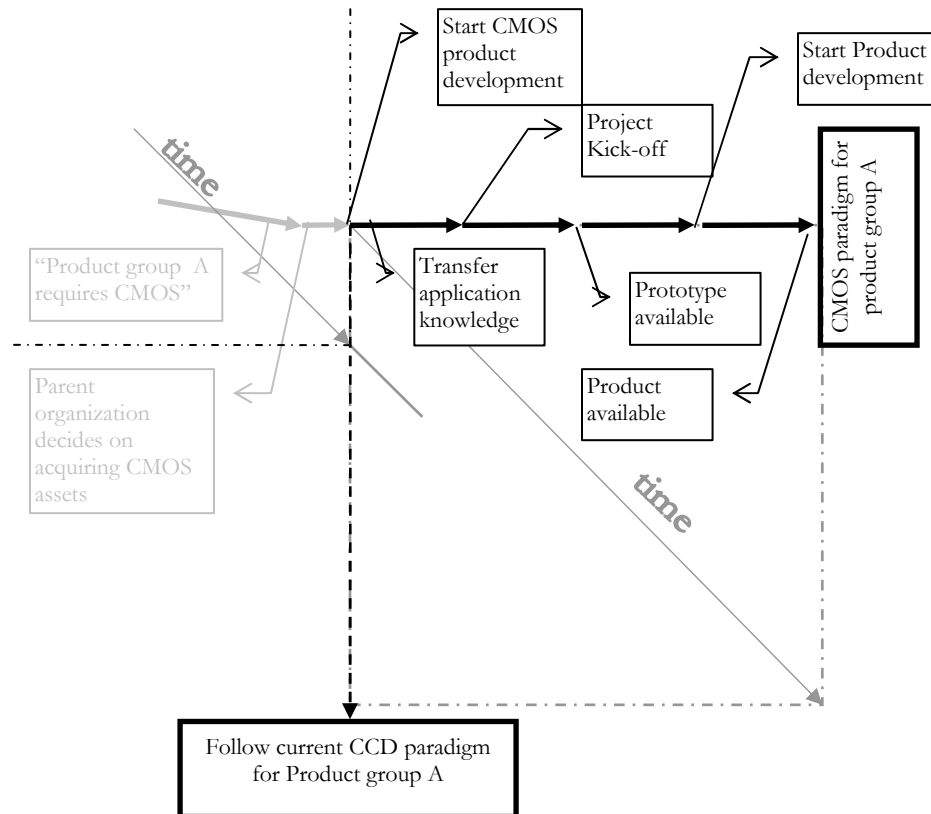 Start CMOS
product
development
Start Product
development
Project
Kick-off
time
CMOS paradigm for
product group A
“Product group A
requires CMOS”
Transfer
application
knowledge
Prototype
available
Parent
organization
decides on
acquiring CMOS
assets
Product
available
time
Follow current CCD paradigm
for Product group A